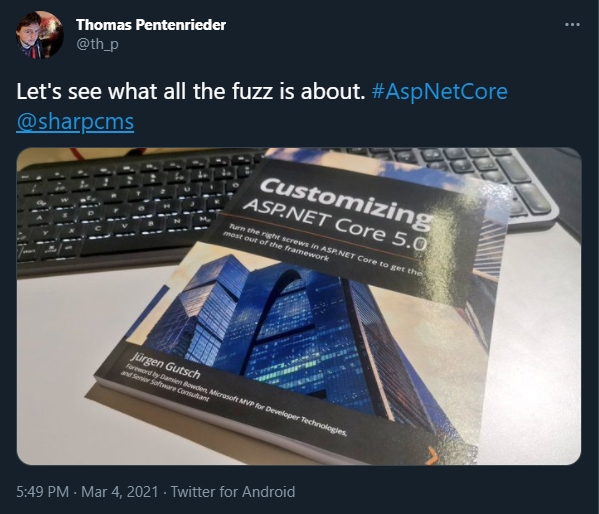 Thomas Pentenrieder
@th_p
Let's see what all the fuzz is about. #AspNetCore
@sharpcms
Customizing
ASP.NET Core 5.0
Turn the right screws in ASP.NET Core to get the
most out of the framework
Jürgen Gutsch
Foreword by Damien Bowden, Microsoft MVP for Developer Technologies,
and Senior Software Consultant
5:49 PM · Mar 4, 2021 · Twitter for Android